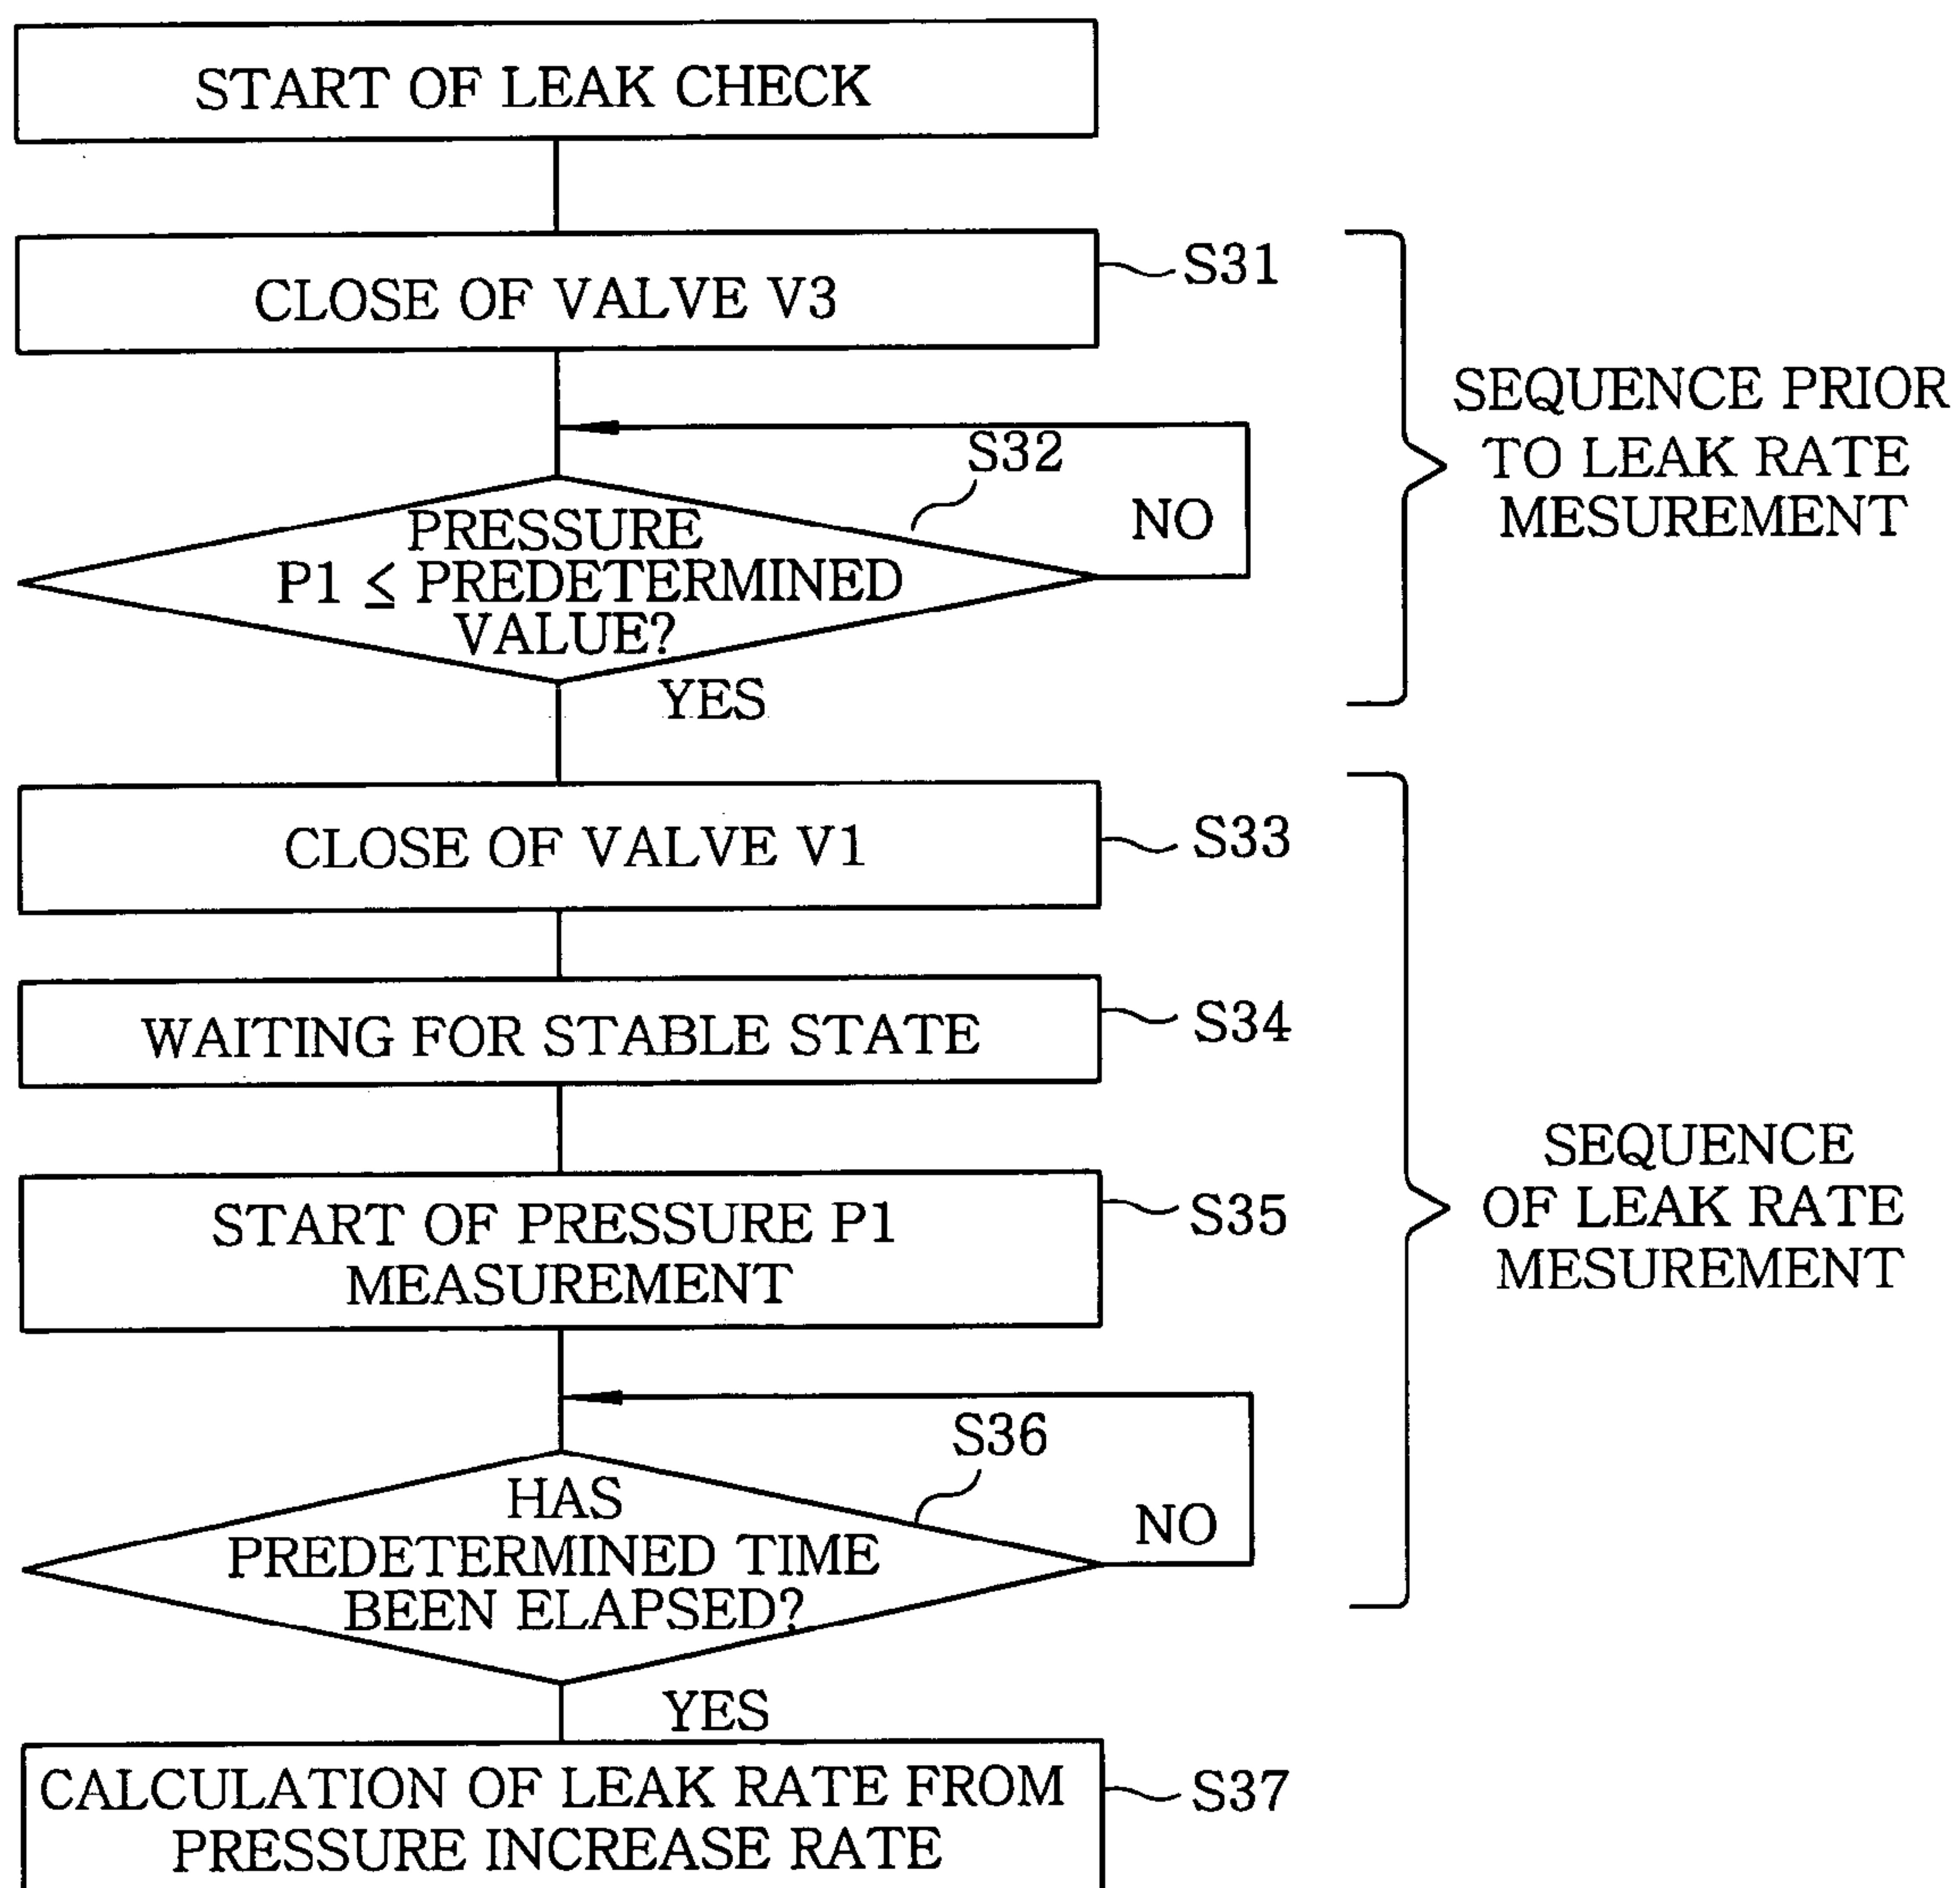 START OF LEAK CHECK
CLOSE OF VALVE V3
S31
SEQUENCE PRIOR
TO LEAK RATE
MESUREMENT
S32
NO
PRESSURE
P1 ≤ PREDETERMINED
VALUE?
YES
CLOSE OF VALVE V1
S33
WAITING FOR STABLE STATE
S34
START OF PRESSURE P1
MEASUREMENT
S35
SEQUENCE
OF LEAK RATE
MESUREMENT
S36
NO
HAS
PREDETERMINED TIME
BEEN ELAPSED?
YES
CALCULATION OF LEAK RATE FROM
PRESSURE INCREASE RATE
S37